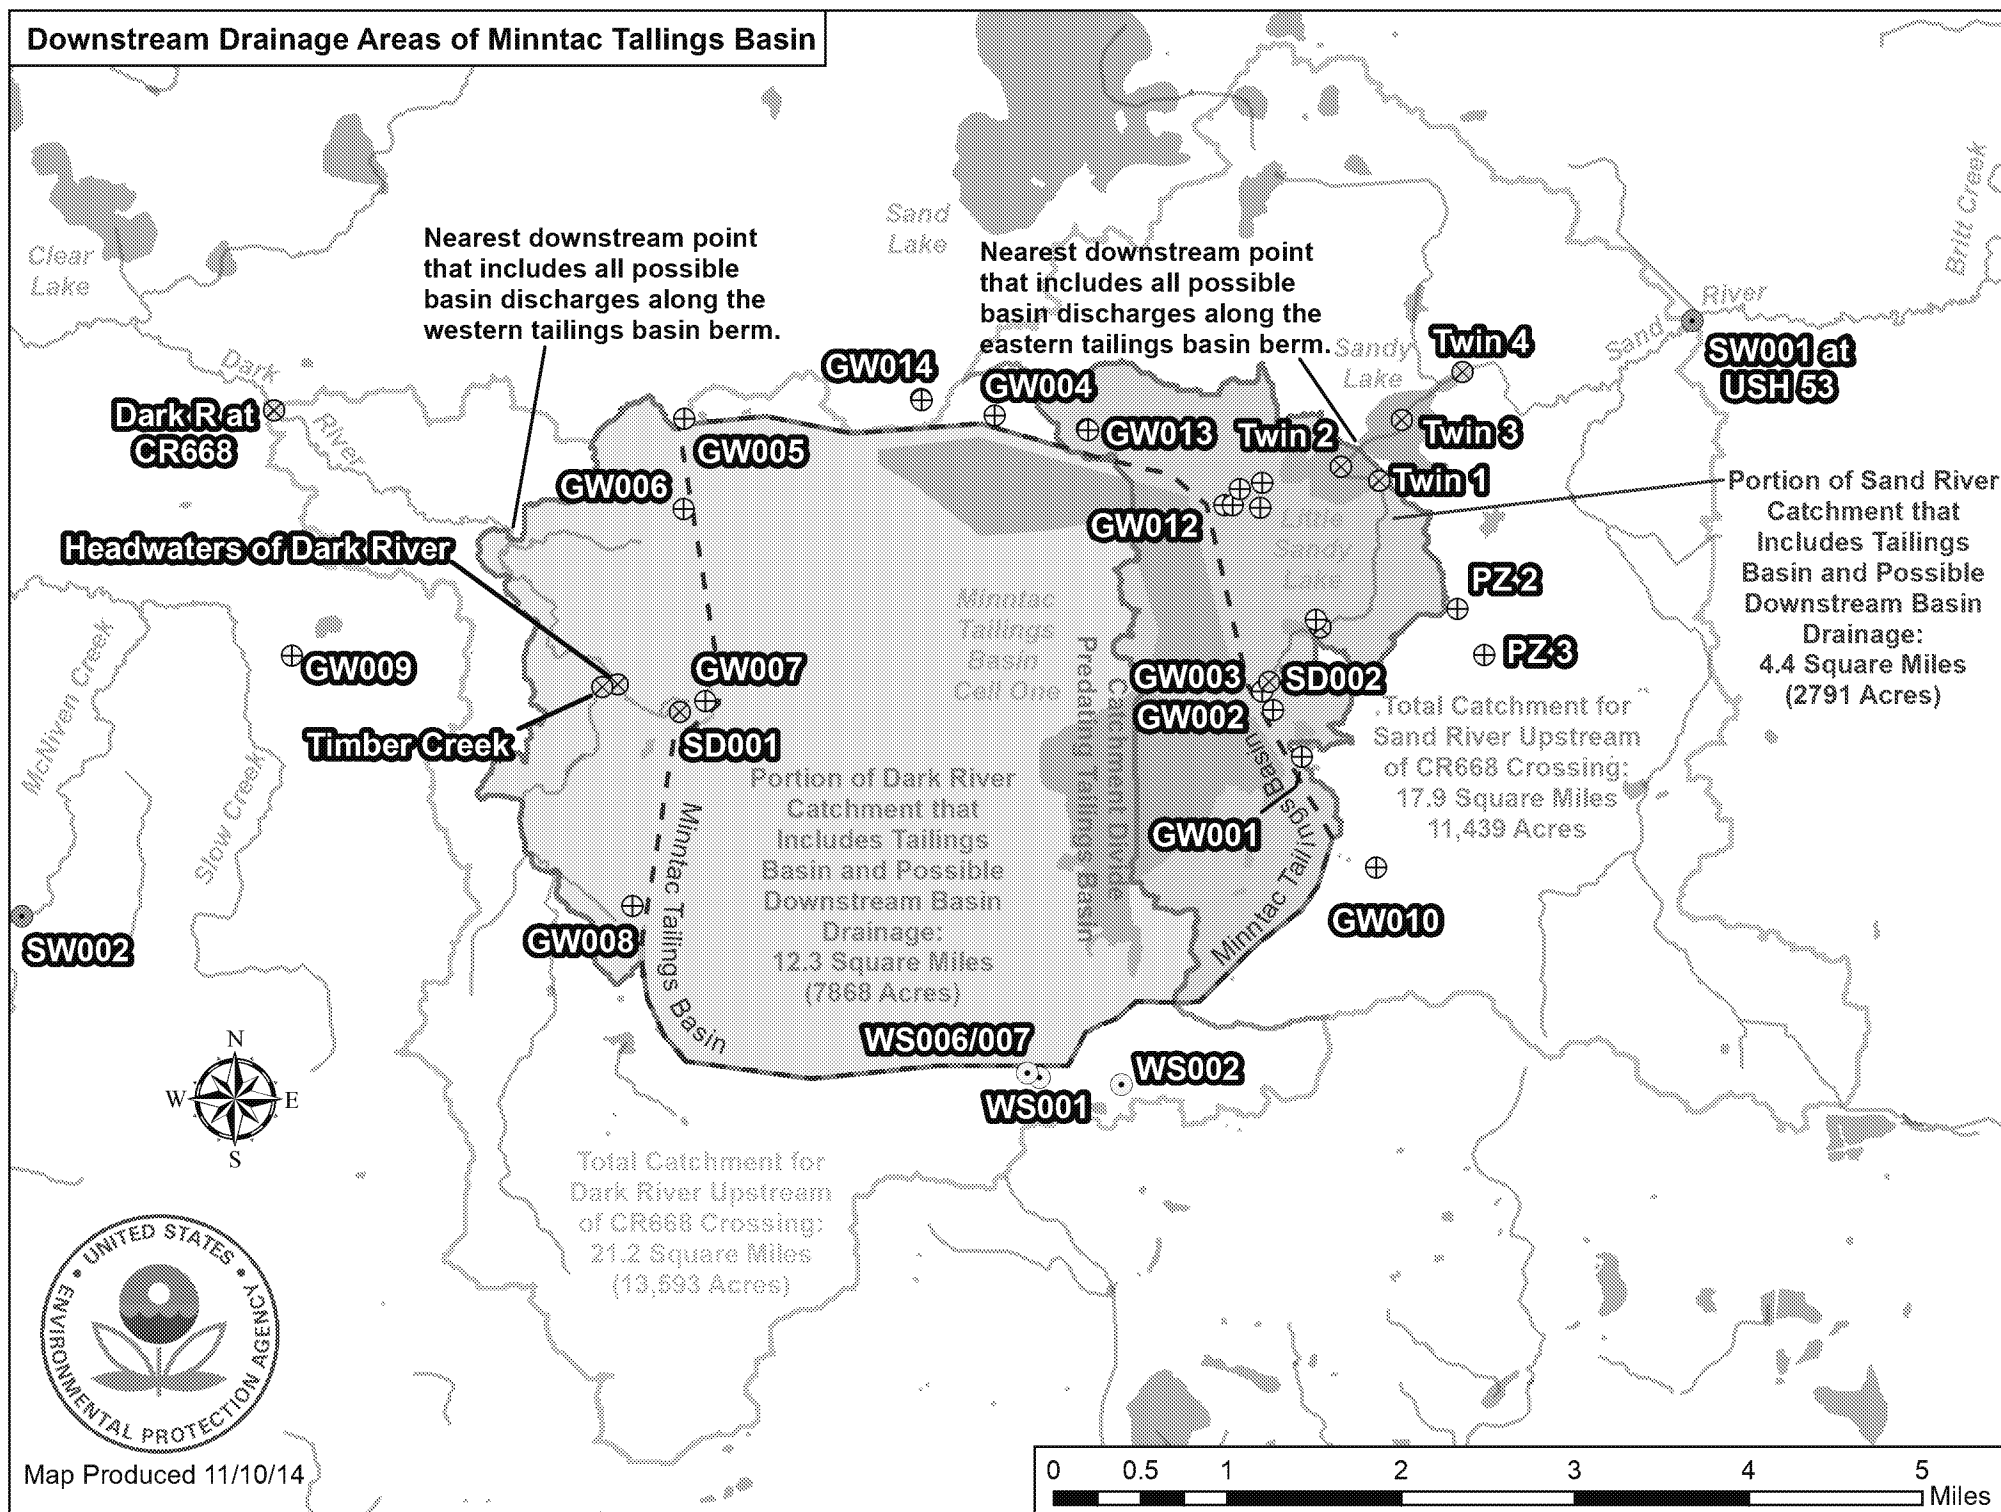 Downstream Drainage Areas of Minntac Tallings Basin
Clear
Lake
Sand
Lake
Britt Creek
Nearest downstream point
that includes all possible
basin discharges along the
western tailings basin berm.
Nearest downstream point
that includes all possible
basin discharges along the
eastern tailings basin berm.
Sandy
Lake
Sand
River
SW001 at
USH 53
Twin 4
Twin 3
Twin 2
Twin 1
Dark
River
Dark R at
CR668
GW014
GW004
GW013
GW005
GW006
GW012
Little
Sandy
Lake
Portion of Sand River
Catchment that
Includes Tailings
Basin and Possible
Downstream Basin
Drainage:
4.4 Square Miles
(2791 Acres)
Headwaters of Dark River
PZ 2
PZ 3
Minntac
Tailings
Basin
Cell One
McNiven Creek
GW009
GW007
GW003
SD002
GW002
Timber Creek
SD001
Slow Creek
Catchment Divide
Predating Tailings Basin
Total Catchment for
Sand River Upstream
of CR668 Crossing:
17.9 Square Miles
11,439 Acres
Portion of Dark River
Catchment that
Includes Tailings
Basin and Possible
Downstream Basin
Drainage:
12.3 Square Miles
(7868 Acres)
Minntac Tailings Basin
Minntac Tailings Basin
GW001
GW010
GW008
SW002
WS006/007
WS001
WS002
N
W
E
S
Total Catchment for
Dark River Upstream
of CR668 Crossing:
21.2 Square Miles
(13,593 Acres)
UNITED STATES
ENVIRONMENTAL PROTECTION AGENCY
Map Produced 11/10/14
0 0.5 1 2 3 4 5
Miles